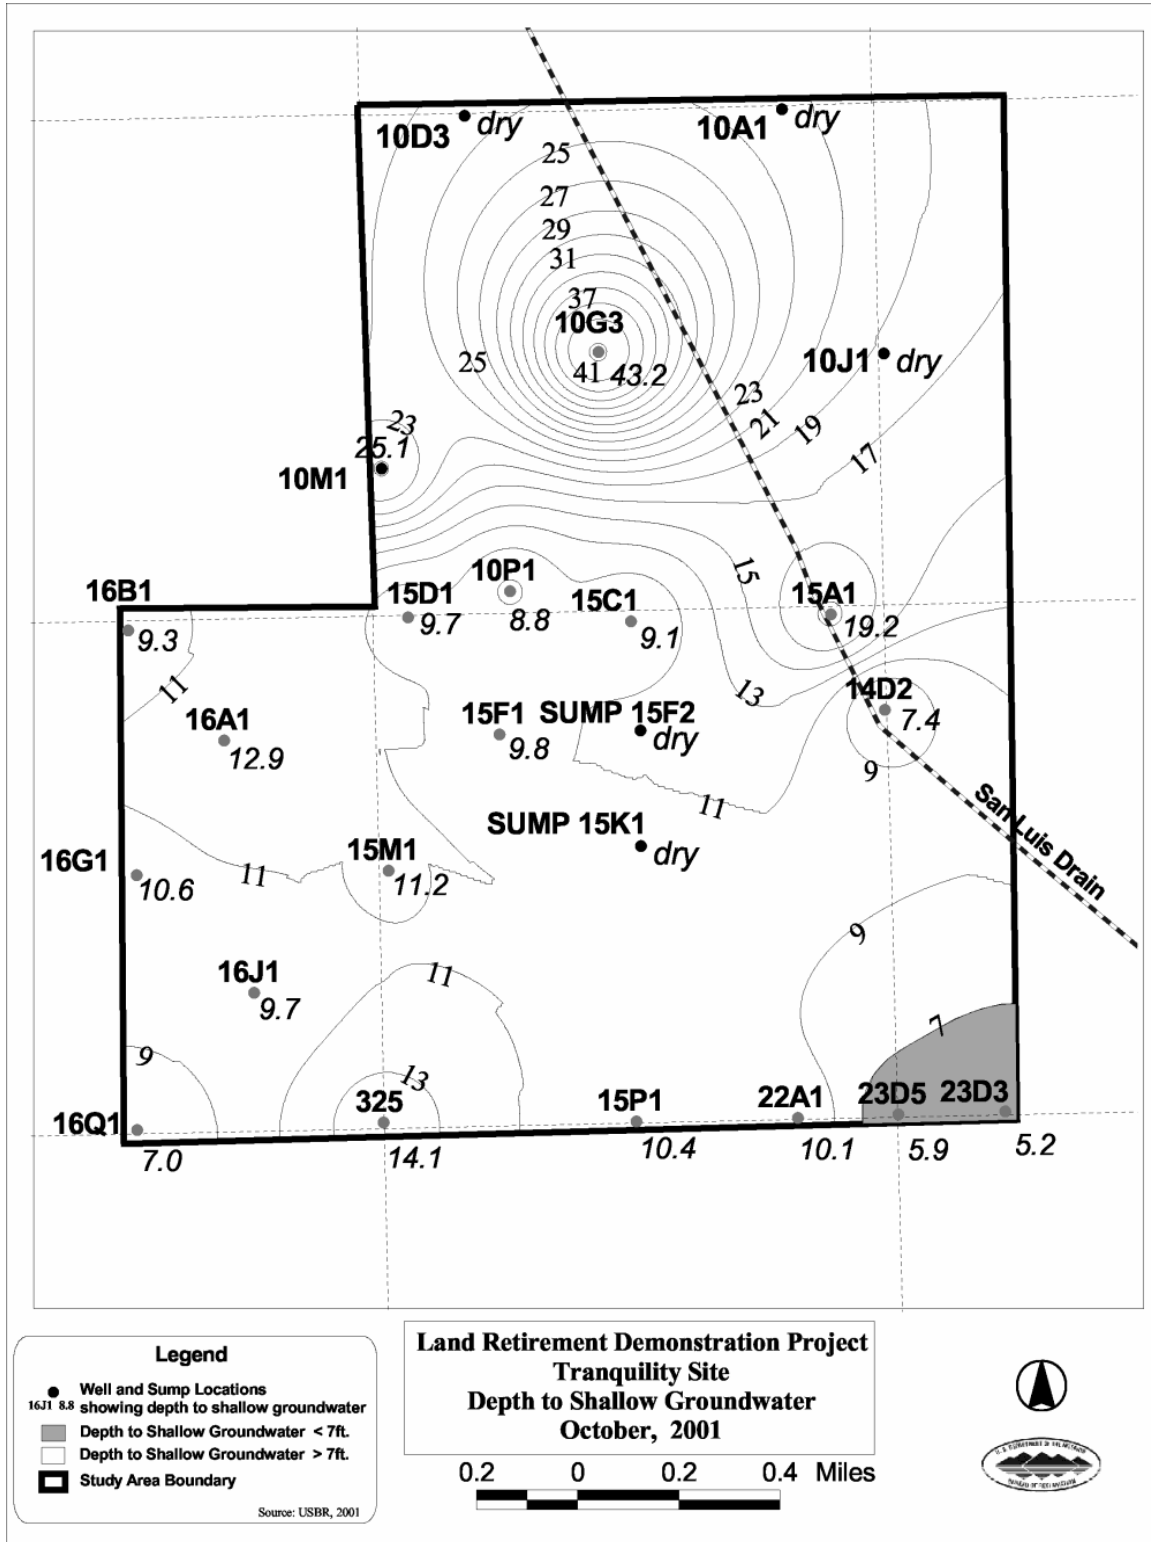 10D3 dry
10A1 dry
25
27
29
31
37
10G3
41 43.2
25
10J1 dry
23
21
19
17
23
25.1
10M1
15
16B1
9.3
15D1
9.7
10P1
8.8
15C1
9.1
15A1
19.2
11
13
14D2
7.4
16A1
12.9
15F1
9.8
SUMP 15F2
dry
9
11
San Luis Drain
SUMP 15K1
dry
16G1
10.6
11
15M1
11.2
9
16J1
9.7
11
7
9
13
16Q1
7.0
325
14.1
15P1
10.4
22A1
10.1
23D5
5.9
23D3
5.2
Legend
Well and Sump Locations
16J1 8.8 showing depth to shallow groundwater
Depth to Shallow Groundwater < 7ft.
Depth to Shallow Groundwater > 7ft.
Study Area Boundary
Source: USBR, 2001
Land Retirement Demonstration Project
Tranquility Site
Depth to Shallow Groundwater
October, 2001
0.2 0 0.2 0.4 Miles